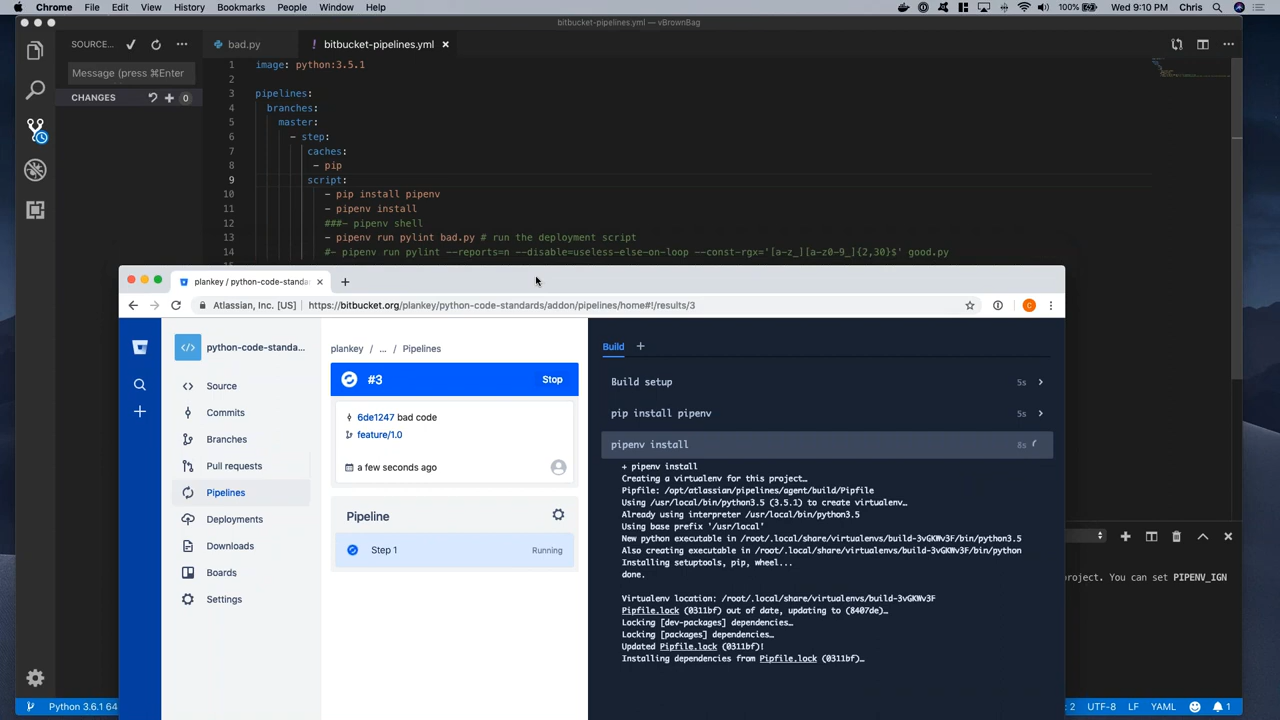 Chrome File Edit View History Bookmarks People Window Help 100% Wed 9:10 PM Chris
bitbucket-pipelines.yml — vBrownBag
SOURCE...
bad.py
! bitbucket-pipelines.yml
Message (press ⌘Enter
CHANGES 0
1 image: python:3.5.1
2
3 pipelines:
4 branches:
5 master:
6 - step:
7 caches:
8 - pip
9 script:
10 - pip install pipenv
11 - pipenv install
12 ###- pipenv shell
13 - pipenv run pylint bad.py # run the deployment script
14 #- pipenv run pylint --reports=n --disable=useless-else-on-loop --const-rgx='[a-z_][a-z0-9_]{2,30}$' good.py
plankey / python-code-standa
Atlassian, Inc. [US] https://bitbucket.org/plankey/python-code-standards/addon/pipelines/home#!/results/3
C
python-code-standa...
Source
Commits
Branches
Pull requests
Pipelines
Deployments
Downloads
Boards
Settings
plankey / ... / Pipelines
#3 Stop
6de1247 bad code
feature/1.0
a few seconds ago
Pipeline
Step 1 Running
Build +
Build setup 5s
pip install pipenv 5s
pipenv install 8s
+ pipenv install
Creating a virtualenv for this project…
Pipfile: /opt/atlassian/pipelines/agent/build/Pipfile
Using /usr/local/bin/python3.5 (3.5.1) to create virtualenv…
Already using interpreter /usr/local/bin/python3.5
Using base prefix '/usr/local'
New python executable in /root/.local/share/virtualenvs/build-3vGKWv3F/bin/python3.5
Also creating executable in /root/.local/share/virtualenvs/build-3vGKWv3F/bin/python
Installing setuptools, pip, wheel...
done.
Virtualenv location: /root/.local/share/virtualenvs/build-3vGKWv3F
Pipfile.lock (0311bf) out of date, updating to (8407de)…
Locking [dev-packages] dependencies…
Locking [packages] dependencies…
Updated Pipfile.lock (0311bf)!
Installing dependencies from Pipfile.lock (0311bf)…
roject. You can set PIPENV_IGN
Python 3.6.1 64
2 UTF-8 LF YAML 1